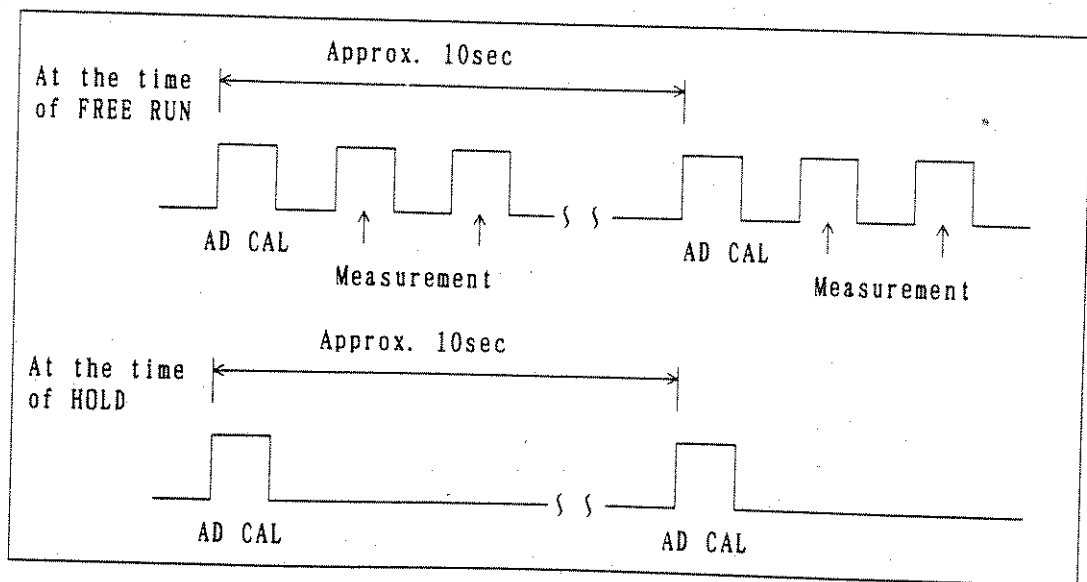 Approx. 10sec
At the time
of FREE RUN
AD CAL
AD CAL
Measurement
Measurement
Approx. 10sec
At the time
of HOLD
AD CAL
AD CAL